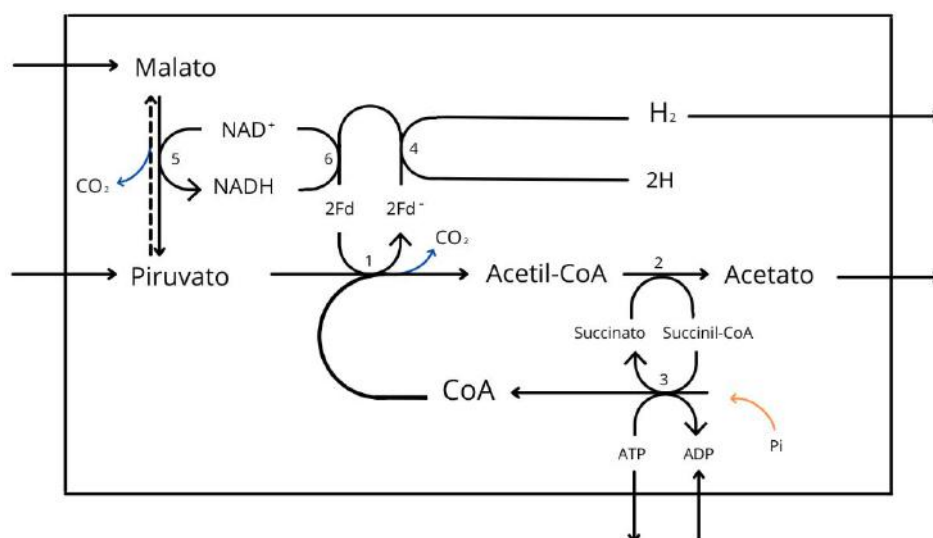 Malato
H₂
NAD⁺
5
6
4
CO₂
NADH
2H
2Fd
2Fd⁻
CO₂
1
2
Piruvato
Acetil-CoA
Acetato
Succinato
Succinil-CoA
3
CoA
Pi
ATP
ADP